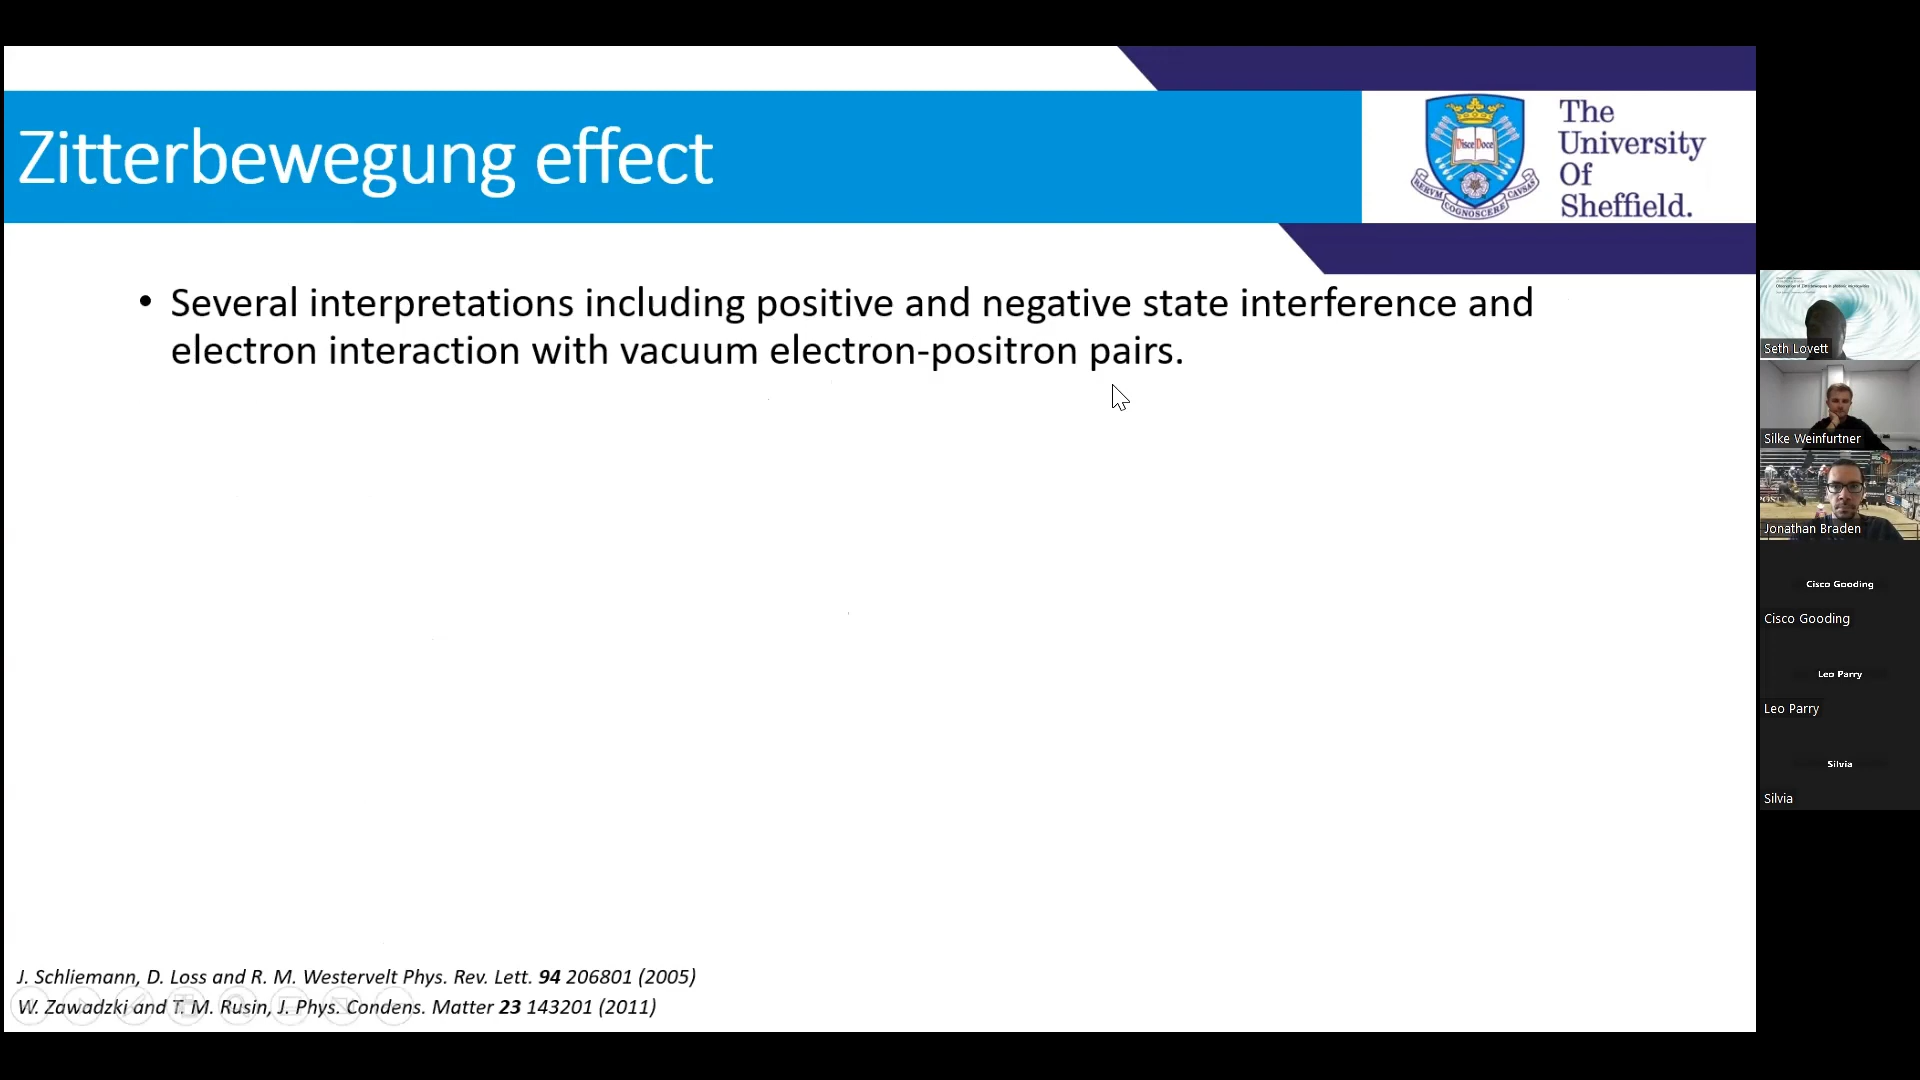 Zitterbewegung effect
Disce Doce
RERVM COGNOSCERE CAVSAS
The
University
Of
Sheffield.
• Several interpretations including positive and negative state interference and
electron interaction with vacuum electron-positron pairs.
J. Schliemann, D. Loss and R. M. Westervelt Phys. Rev. Lett. 94 206801 (2005)
W. Zawadzki and T. M. Rusin, J. Phys. Condens. Matter 23 143201 (2011)
Seth Lovett
Silke Weinfurtner
Jonathan Braden
Cisco Gooding
Cisco Gooding
Leo Parry
Leo Parry
Silvia
Silvia